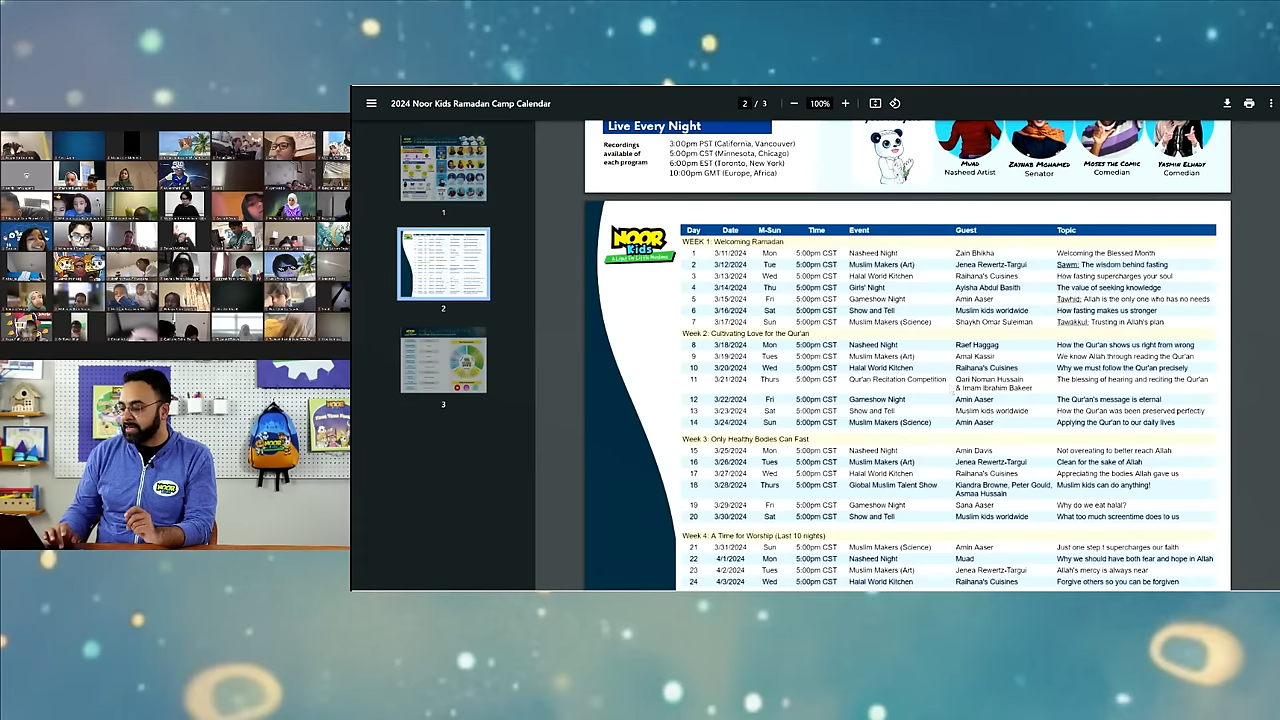 2024 Noor Kids Ramadan Camp Calendar
2 / 3
100%
1
2
3
Live Every Night
Recordings
available of
each program
3:00pm PST (California, Vancouver)
5:00pm CST (Minnesota, Chicago)
6:00pm EST (Toronto, New York)
10:00pm GMT (Europe, Africa)
MUAD
Nasheed Artist
ZAYNAB MOHAMED
Senator
MOSES THE COMIC
Comedian
YASMIN ELHADY
Comedian
NOOR
Kids
Day Date M-Sun Time Event Guest Topic
WEEK 1: Welcoming Ramadan
1 3/11/2024 Mon 5:00pm CST Nasheed Night Zain Bhikha Welcoming the Blessed Month
2 3/12/2024 Tue 5:00pm CST Muslim Makers (Art) Jenea Rewertz-Targui Sawm: The wisdom behind fasting
3 3/13/2024 Wed 5:00pm CST Halal World Kitchen Raihana's Cuisines How fasting supercharges your soul
4 3/14/2024 Thu 5:00pm CST Girls' Night Ayisha Abdul Basith The value of seeking knowledge
5 3/15/2024 Fri 5:00pm CST Gameshow Night Amin Aaser Tawhid: Allah is the only one who has no needs
6 3/16/2024 Sat 5:00pm CST Show and Tell Muslim kids worldwide How fasting makes us stronger
7 3/17/2024 Sun 5:00pm CST Muslim Makers (Science) Shaykh Omar Suleman Tawakkul: Trusting in Allah's plan
Week 2: Cultivating Love for the Qur'an
8 3/18/2024 Mon 5:00pm CST Nasheed Night Raef Haggag How the Qur'an shows us right from wrong
9 3/19/2024 Tues 5:00pm CST Muslim Makers (Art) Amal Kassir We know Allah through reading the Qur'an
10 3/20/2024 Wed 5:00pm CST Halal World Kitchen Raihana's Cuisines Why we must follow the Qur'an precisely
11 3/21/2024 Thurs 5:00pm CST Qur'an Recitation Competition Qari Noman Hussain The blessing of hearing and reciting the Qur'an
& Imam Ibrahim Bakeer
12 3/22/2024 Fri 5:00pm CST Gameshow Night Amin Aaser The Qur'an's message is eternal
13 3/23/2024 Sat 5:00pm CST Show and Tell Muslim kids worldwide How the Qur'an was been preserved perfectly
14 3/24/2024 Sun 5:00pm CST Muslim Makers (Science) Amin Aaser Applying the Qur'an to our daily lives
Week 3: Only Healthy Bodies Can Fast
15 3/25/2024 Mon 5:00pm CST Nasheed Night Amin Davis Not overeating to better reach Allah
16 3/26/2024 Tues 5:00pm CST Muslim Makers (Art) Jenea Rewertz-Targui Clean for the sake of Allah
17 3/27/2024 Wed 5:00pm CST Halal World Kitchen Raihana's Cuisines Appreciating the bodies Allah gave us
18 3/28/2024 Thurs 5:00pm CST Global Muslim Talent Show Kiandra Browne, Peter Gould, Muslim kids can do anything!
Asmaa Hussain
19 3/29/2024 Fri 5:00pm CST Gameshow Night Sana Aaser Why do we eat halal?
20 3/30/2024 Sat 5:00pm CST Show and Tell Muslim kids worldwide What too much screentime does to us
Week 4: A Time for Worship (Last 10 nights)
21 3/31/2024 Sun 5:00pm CST Muslim Makers (Science) Amin Aaser Just one step t supercharges our faith
22 4/1/2024 Mon 5:00pm CST Nasheed Night Muad Why we should have both fear and hope in Allah
23 4/2/2024 Tues 5:00pm CST Muslim Makers (Art) Jenea Rewertz-Targui Allah's mercy is always near
24 4/3/2024 Wed 5:00pm CST Halal World Kitchen Raihana's Cuisines Forgive others so you can be forgiven
NOOR